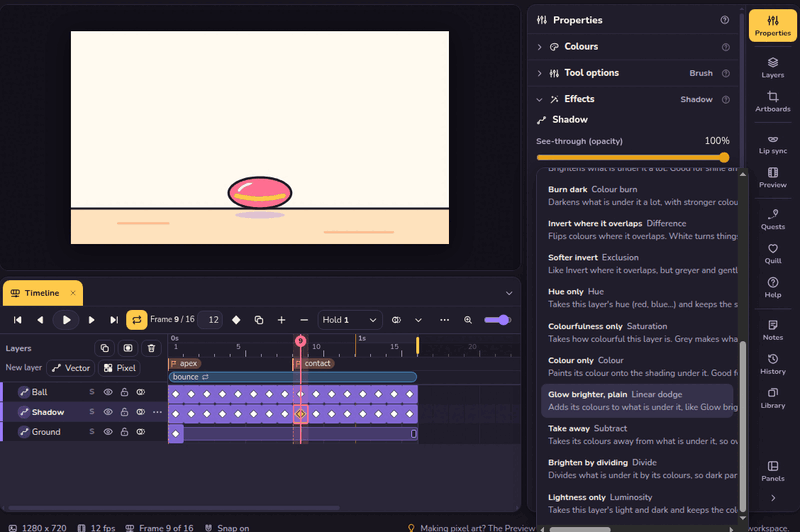 Properties
Colours
Tool options Brush
Effects Shadow
Shadow
See-through (opacity) 100%
Burn dark Colour burn
Darkens what is under it a lot, with stronger colou
Invert where it overlaps Difference
Flips colours where it overlaps. White turns things
Softer invert Exclusion
Like Invert where it overlaps, but greyer and gentl
Hue only Hue
Takes this layer's hue (red, blue...) and keeps the s
Colourfulness only Saturation
Takes how colourful this layer is. Grey makes wha
Colour only Colour
Paints its colour onto the shading under it. Good f
Glow brighter, plain Linear dodge
Adds its colours to what is under it, like Glow brig
Take away Subtract
Takes its colours away from what is under it, so ov
Brighten by dividing Divide
Divides what is under it by its colours, so dark par
Lightness only Luminosity
Takes this layer's light and dark and keeps the col
Properties
Layers
Artboards
Lip sync
Preview
Quests
Quill
Help
Notes
History
Library
Panels
Timeline
Frame 9 / 16 12 Hold 1
Layers
0s 1s
1 5 9 10 15 20
New layer Vector Pixel
apex contact
bounce
Ball S
Shadow S
Ground S
1280 x 720 12 fps Frame 9 of 16 Snap on
Making pixel art? The Preview workspace.